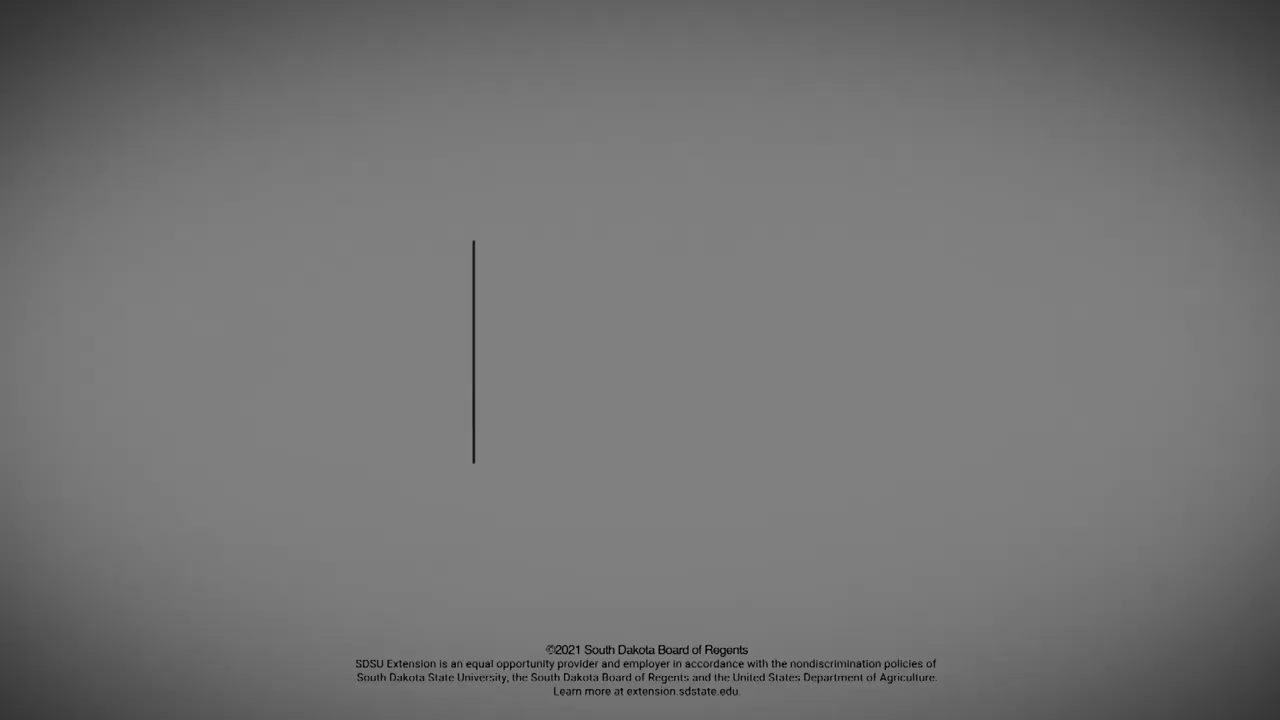 ©2021 South Dakota Board of Regents
SDSU Extension is an equal opportunity provider and employer in accordance with the nondiscrimination policies of
South Dakota State University, the South Dakota Board of Regents and the United States Department of Agriculture.
Learn more at extension.sdstate.edu.